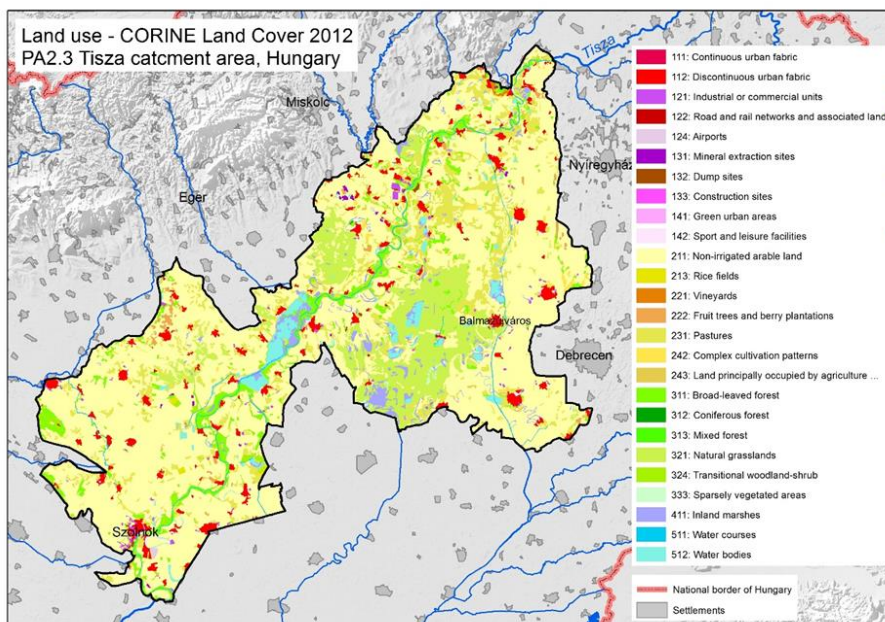 Land use - CORINE Land Cover 2012
PA2.3 Tisza catcment area, Hungary
Tisza
Miskolc
Nyíregyház
Eger
Balmazújváros
Debrecen
Szolnok
111: Continuous urban fabric
112: Discontinuous urban fabric
121: Industrial or commercial units
122: Road and rail networks and associated land
124: Airports
131: Mineral extraction sites
132: Dump sites
133: Construction sites
141: Green urban areas
142: Sport and leisure facilities
211: Non-irrigated arable land
213: Rice fields
221: Vineyards
222: Fruit trees and berry plantations
231: Pastures
242: Complex cultivation patterns
243: Land principally occupied by agriculture ...
311: Broad-leaved forest
312: Coniferous forest
313: Mixed forest
321: Natural grasslands
324: Transitional woodland-shrub
333: Sparsely vegetated areas
411: Inland marshes
511: Water courses
512: Water bodies
National border of Hungary
Settlements